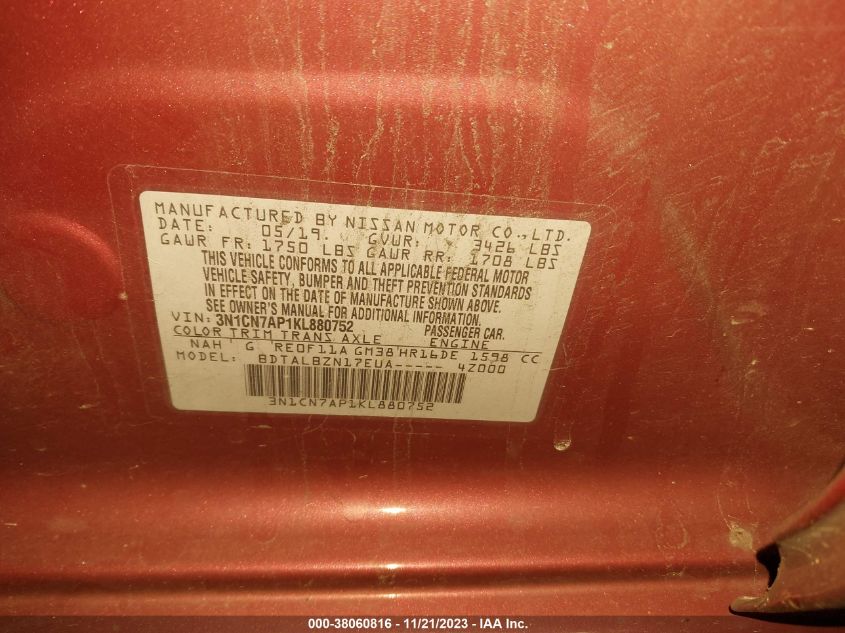 MANUFACTURED BY NISSAN MOTOR CO., LTD.
DATE: 05/19. GVWR: 3426 LBS
GAWR FR: 1750 LBS GAWR RR: 1708 LBS
THIS VEHICLE CONFORMS TO ALL APPLICABLE FEDERAL MOTOR
VEHICLE SAFETY, BUMPER AND THEFT PREVENTION STANDARDS
IN EFFECT ON THE DATE OF MANUFACTURE SHOWN ABOVE.
SEE OWNER'S MANUAL FOR ADDITIONAL INFORMATION.
VIN: 3N1CN7AP1KL880752 PASSENGER CAR.
COLOR TRIM TRANS AXLE ENGINE
NAH ' G 'RE0F11A GM38'HR16DE 1598 CC
MODEL: BDTALBZN17EUA----- 4Z000
3N1CN7AP1KL880752
000-38060816 - 11/21/2023 - IAA Inc.